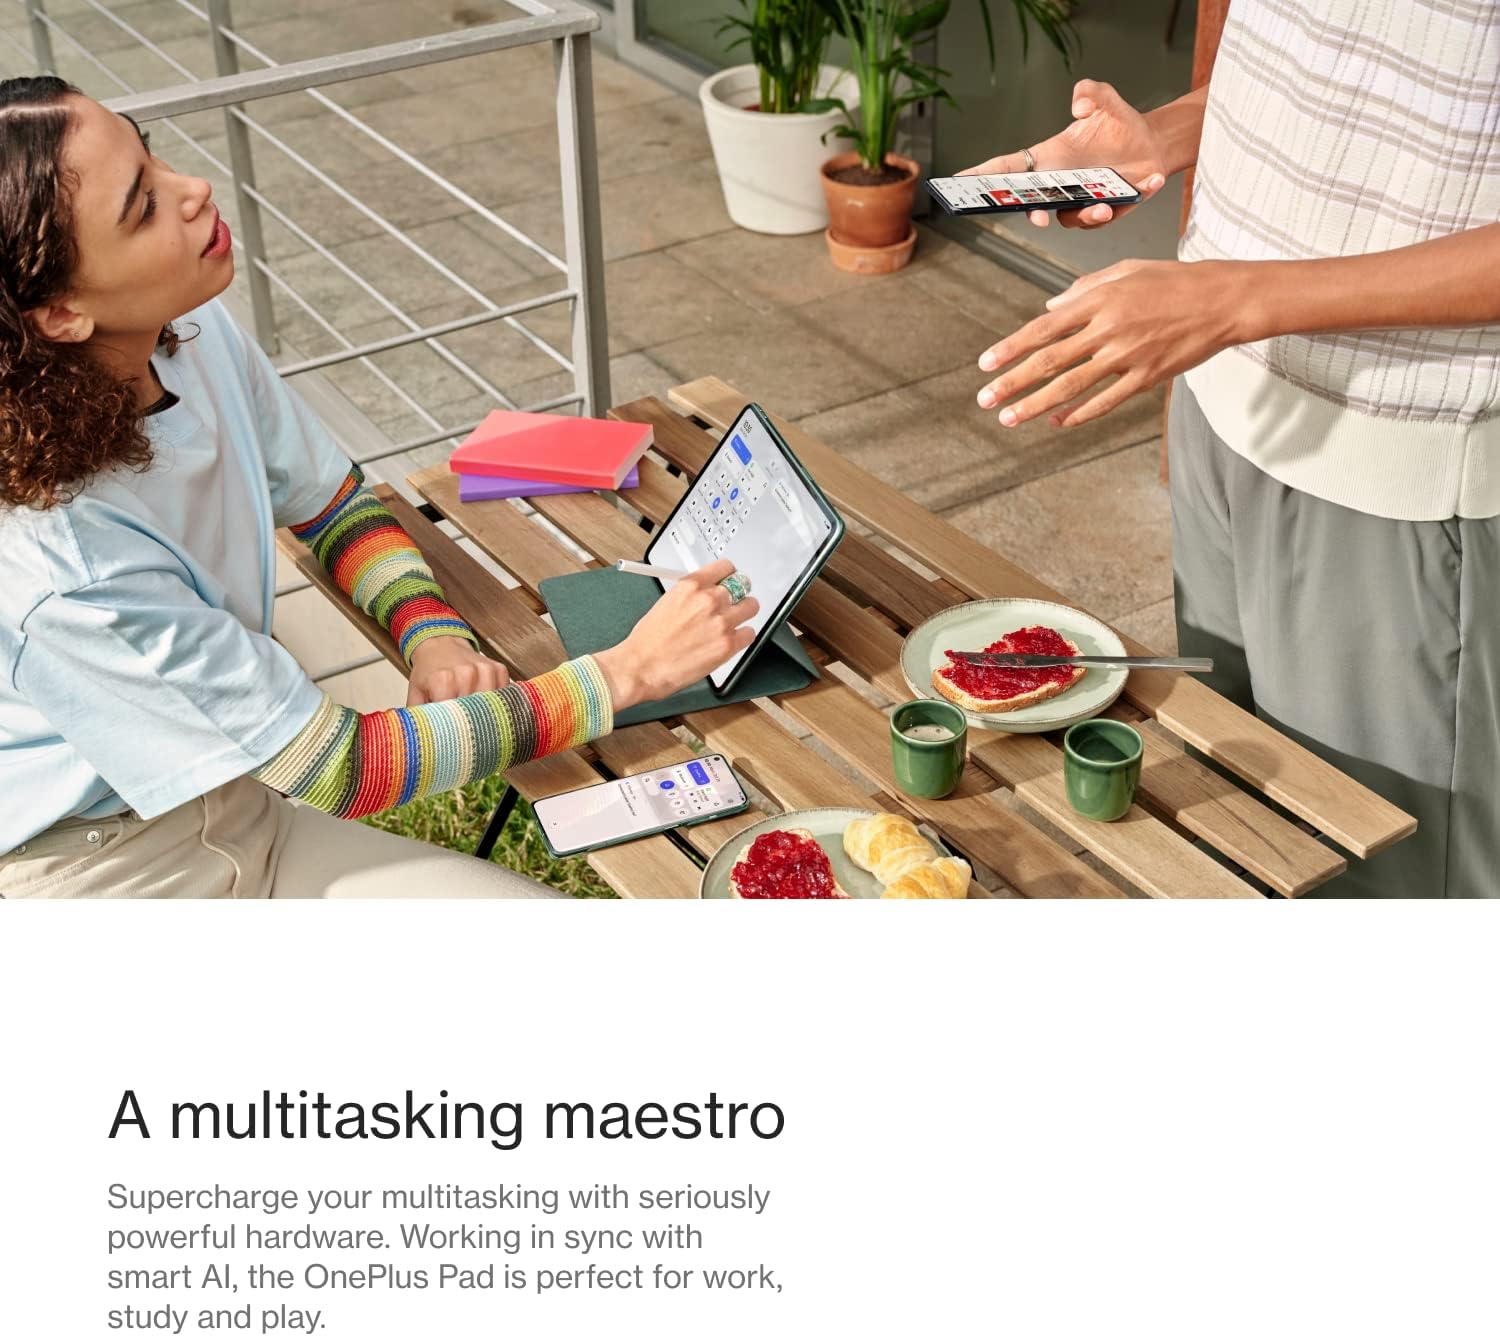 A multitasking maestro
Supercharge your multitasking with seriously
powerful hardware. Working in sync with
smart AI, the OnePlus Pad is perfect for work,
study and play.